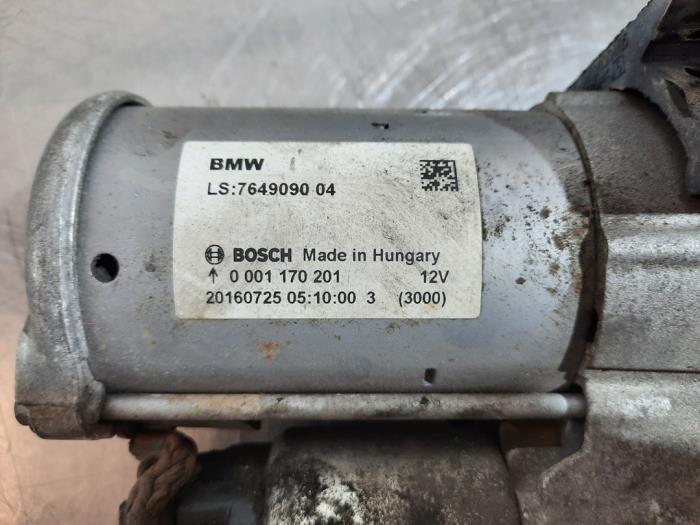 BMW
LS:7649090 04
BOSCH Made in Hungary
↑ 0 001 170 201 12V
20160725 05:10:00 3 (3000)